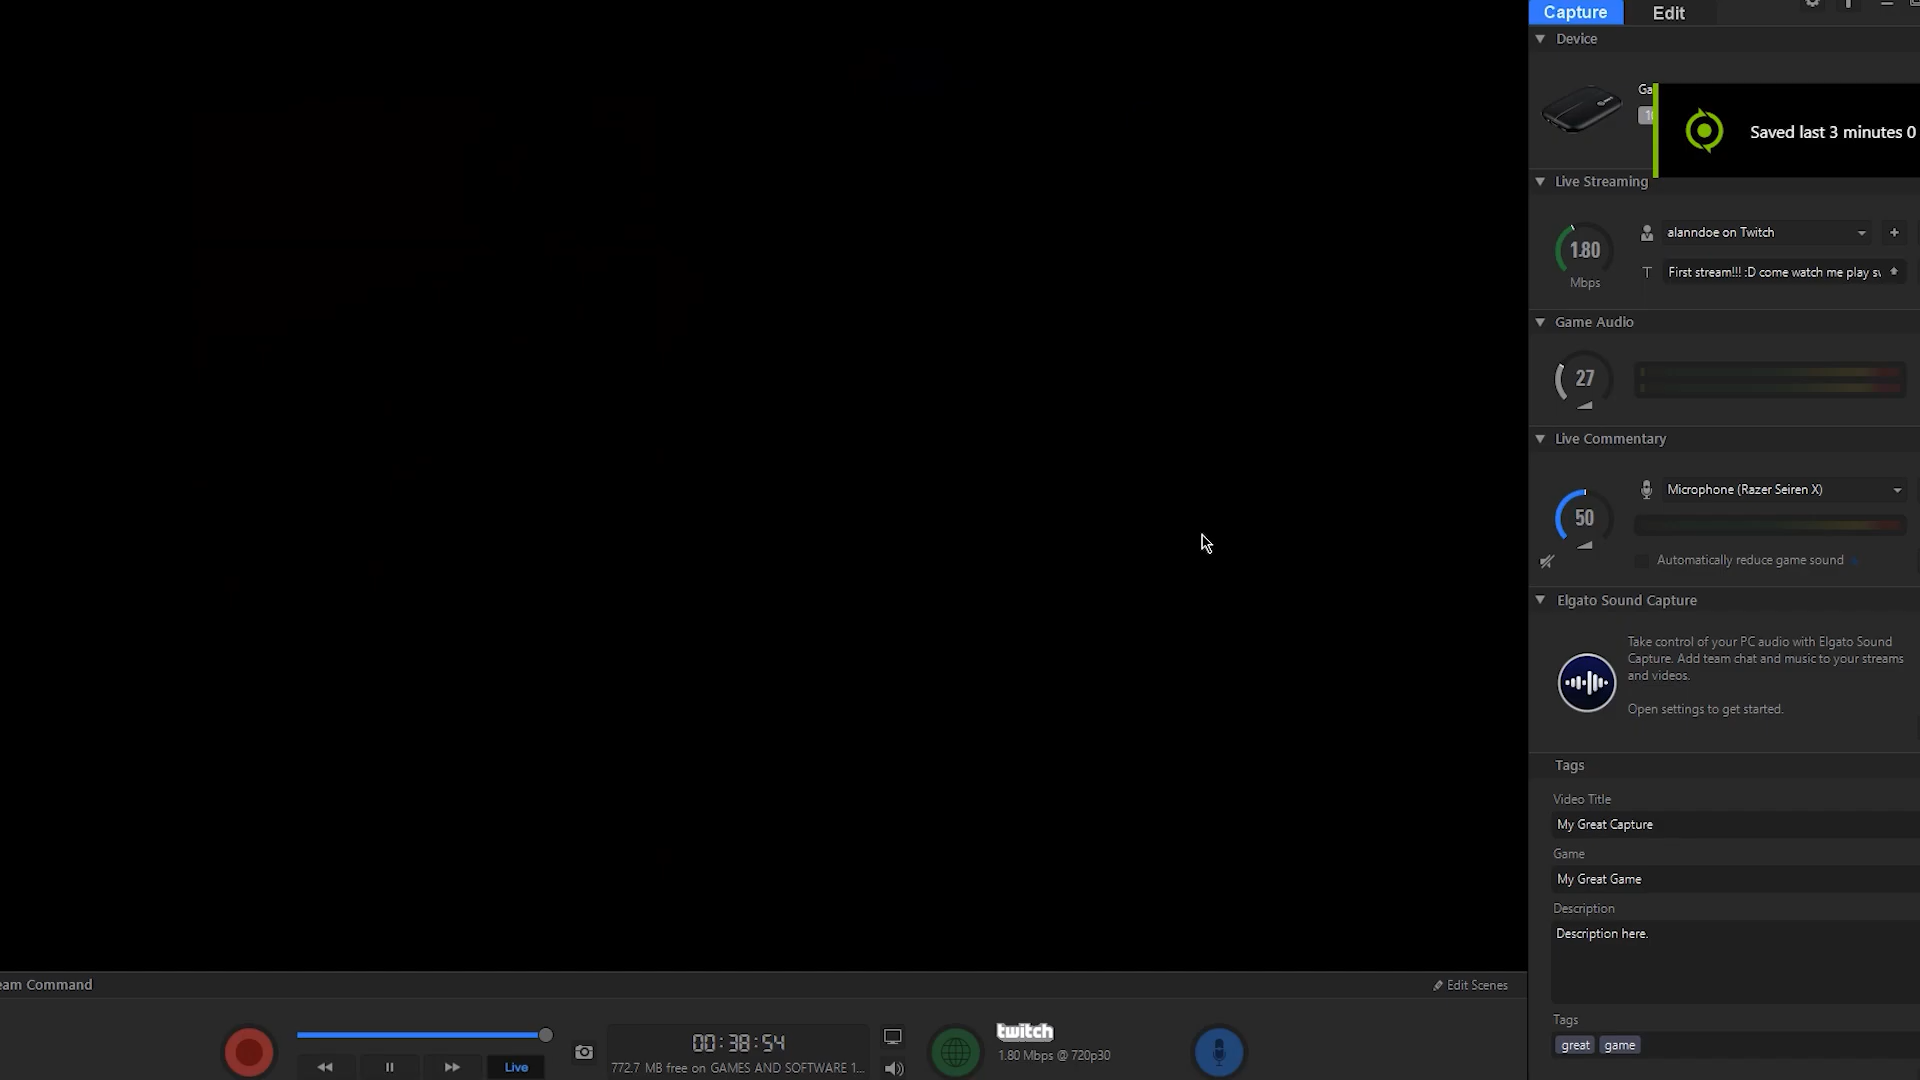 Capture
Edit
Device
Ga
Saved last 3 minutes 0
Live Streaming
1.80
Mbps
alanndoe on Twitch
First stream!!! :D come watch me play
Game Audio
27
Live Commentary
50
Microphone (Razer Seiren X)
Automatically reduce game sound
Elgato Sound Capture
Take control of your PC audio with Elgato Sound
Capture. Add team chat and music to your streams
and videos.
Open settings to get started.
Tags
Video Title
My Great Capture
Game
My Great Game
Description
Description here.
Tags
great game
eam Command
Edit Scenes
00:38:54
772.7 MB free on GAMES AND SOFTWARE 1...
Live
twitch
1.80 Mbps @ 720p30